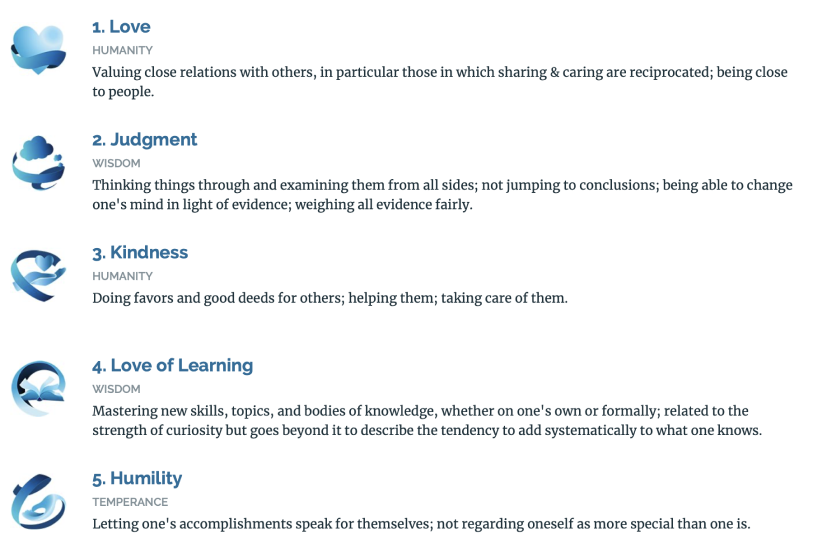 1. Love
HUMANITY
Valuing close relations with others, in particular those in which sharing & caring are reciprocated; being close
to people.
2. Judgment
WISDOM
Thinking things through and examining them from all sides; not jumping to conclusions; being able to change
one's mind in light of evidence; weighing all evidence fairly.
3. Kindness
HUMANITY
Doing favors and good deeds for others; helping them; taking care of them.
4. Love of Learning
WISDOM
Mastering new skills, topics, and bodies of knowledge, whether on one's own or formally; related to the
strength of curiosity but goes beyond it to describe the tendency to add systematically to what one knows.
5. Humility
TEMPERANCE
Letting one's accomplishments speak for themselves; not regarding oneself as more special than one is.